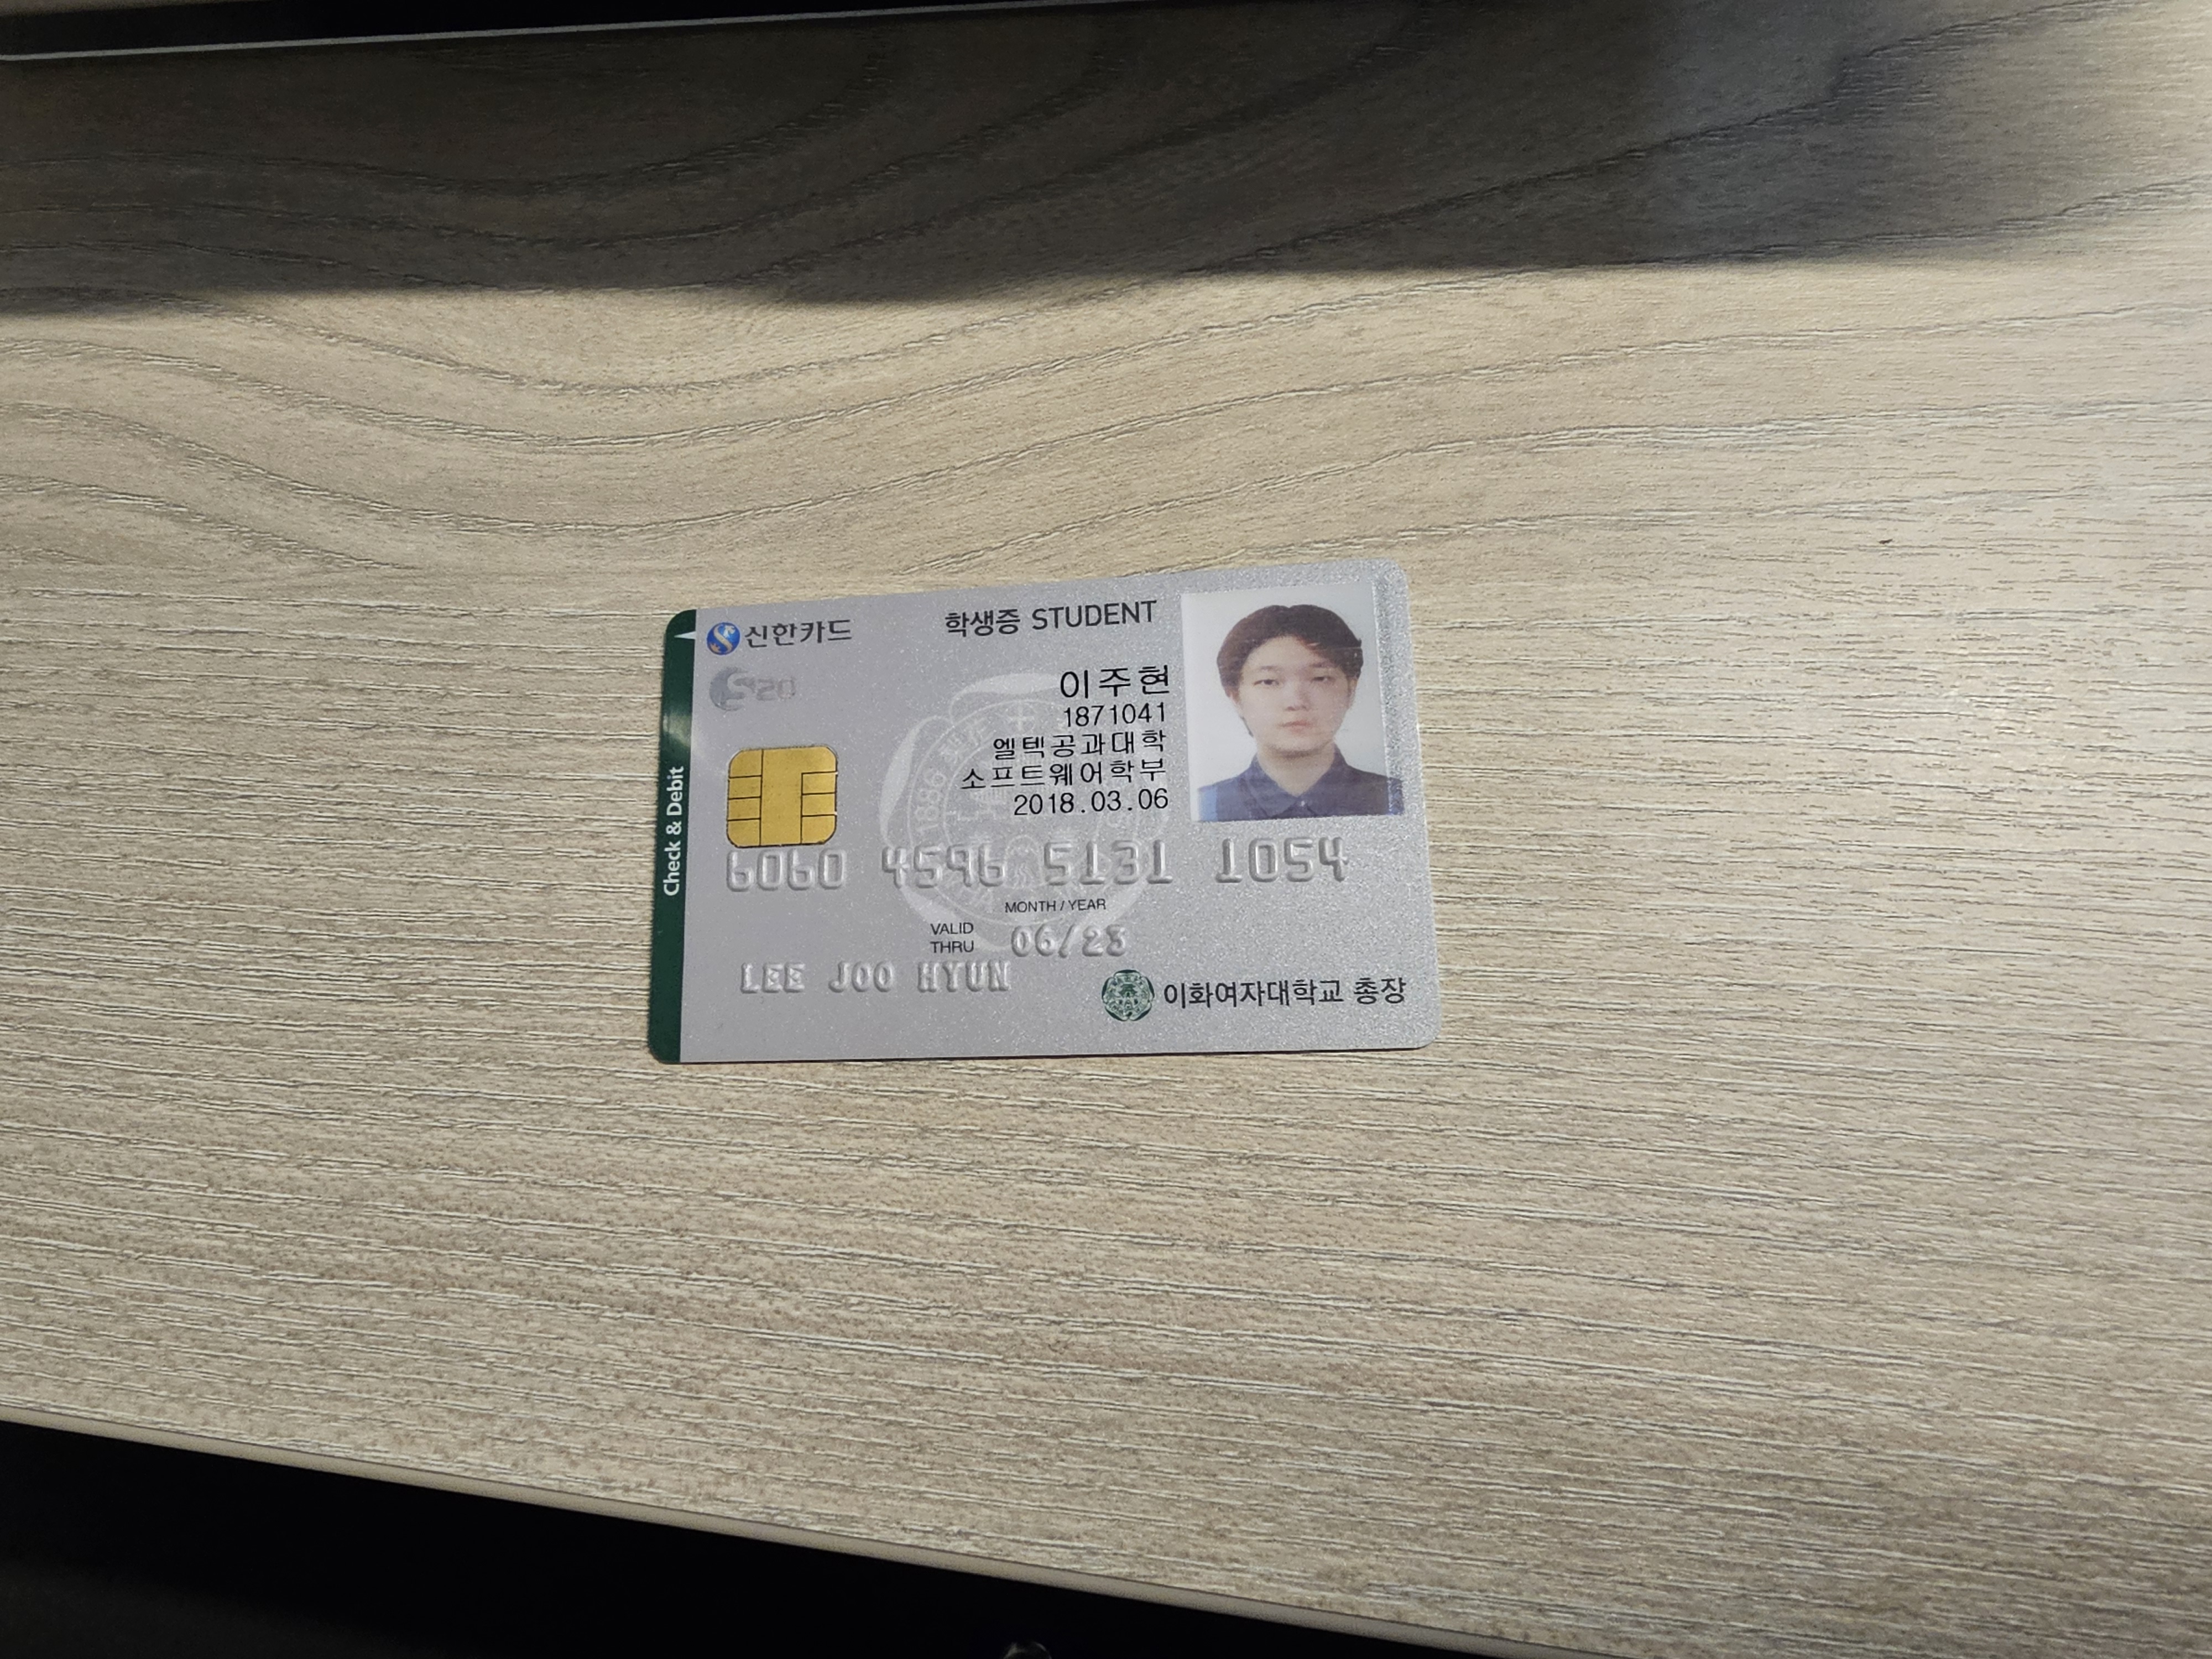 신한카드
학생증 STUDENT
S20
이주현
1871041
엘텍공과대학
소프트웨어학부
2018.03.06
Check & Debit
6060 4596 5131 1054
MONTH / YEAR
VALID THRU 06/23
LEE JOO HYUN
이화여자대학교 총장